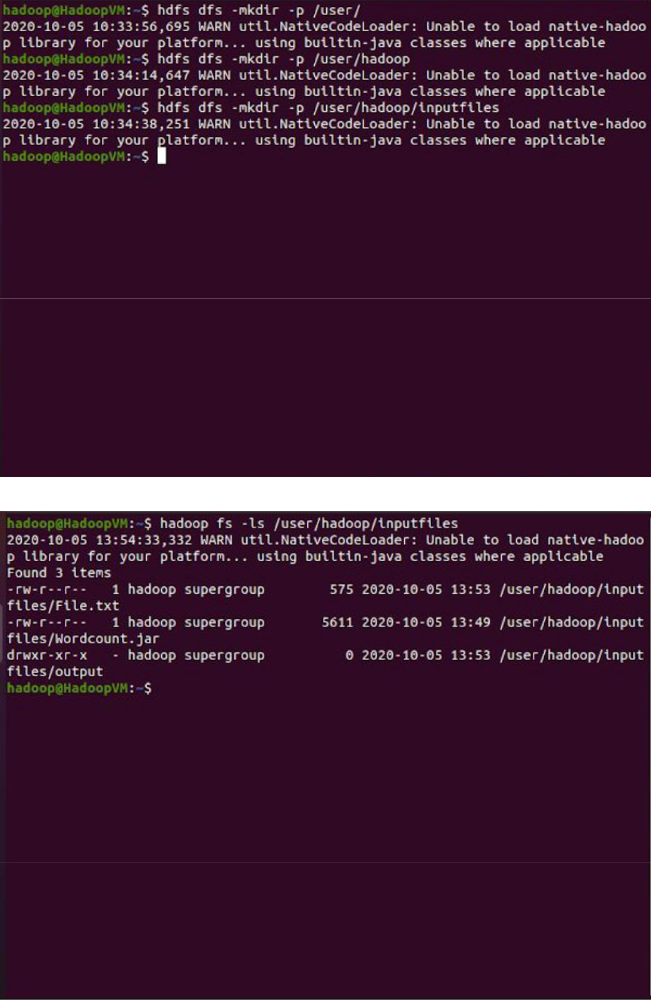 hadoop@HadoopVM:~$ hdfs dfs -mkdir -p /user/
2020-10-05 10:33:56,695 WARN util.NativeCodeLoader: Unable to load native-hadoo
p library for your platform... using builtin-java classes where applicable
hadoop@HadoopVM:~$ hdfs dfs -mkdir -p /user/hadoop
2020-10-05 10:34:14,647 WARN util.NativeCodeLoader: Unable to load native-hadoo
p library for your platform... using builtin-java classes where applicable
hadoop@HadoopVM:~$ hdfs dfs -mkdir -p /user/hadoop/inputfiles
2020-10-05 10:34:38,251 WARN util.NativeCodeLoader: Unable to load native-hadoo
p library for your platform... using builtin-java classes where applicable
hadoop@HadoopVM:~$
hadoop@HadoopVM:~$ hadoop fs -ls /user/hadoop/inputfiles
2020-10-05 13:54:33,332 WARN util.NativeCodeLoader: Unable to load native-hadoo
p library for your platform... using builtin-java classes where applicable
Found 3 items
-rw-r--r--   1 hadoop supergroup        575 2020-10-05 13:53 /user/hadoop/input
files/File.txt
-rw-r--r--   1 hadoop supergroup       5611 2020-10-05 13:49 /user/hadoop/input
files/Wordcount.jar
drwxr-xr-x   - hadoop supergroup          0 2020-10-05 13:53 /user/hadoop/input
files/output
hadoop@HadoopVM:~$